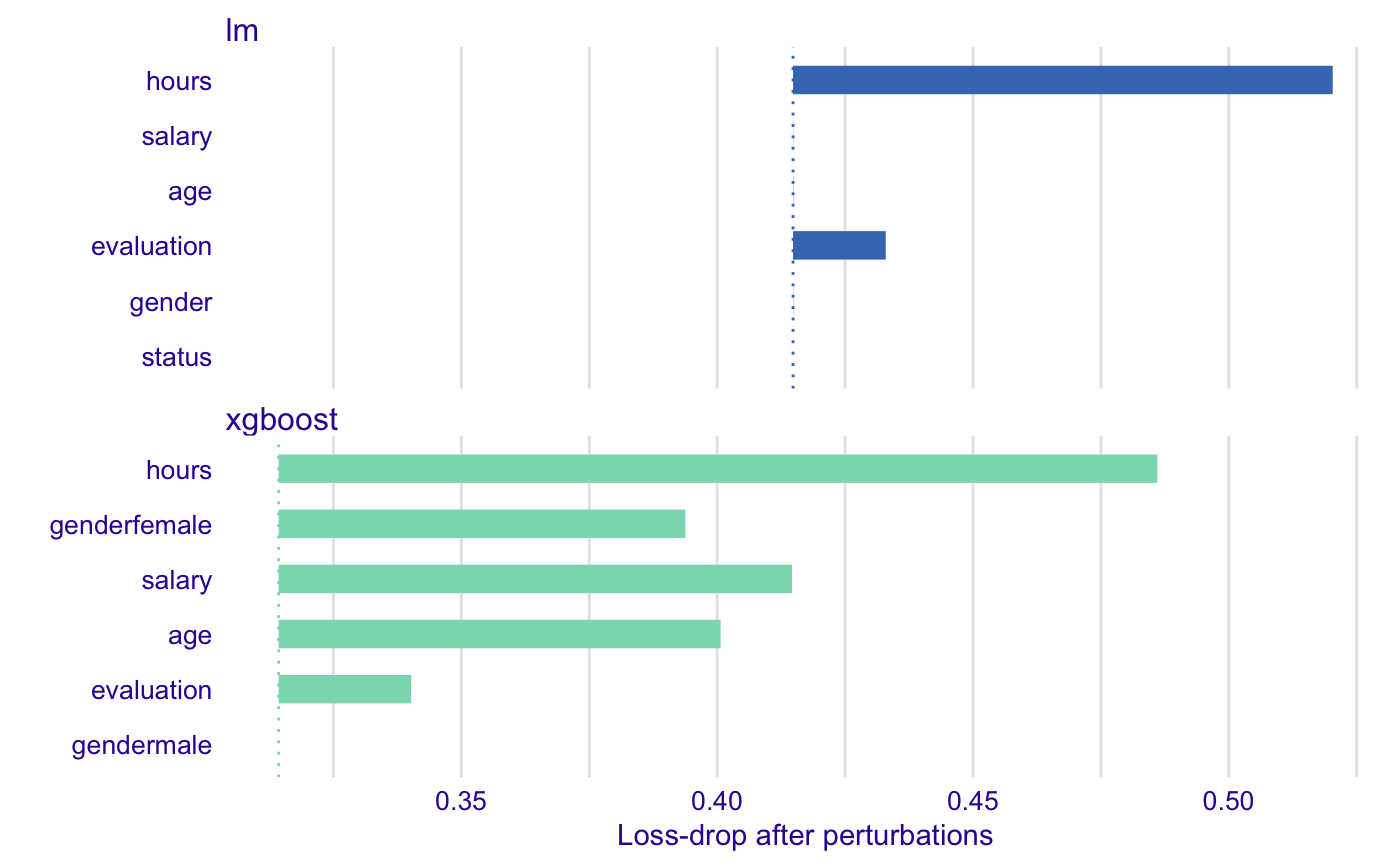 lm
hours
salary
age
evaluation
gender
status
xgboost
hours
genderfemale
salary
age
evaluation
gendermale
0.35 0.40 0.45 0.50
Loss-drop after perturbations